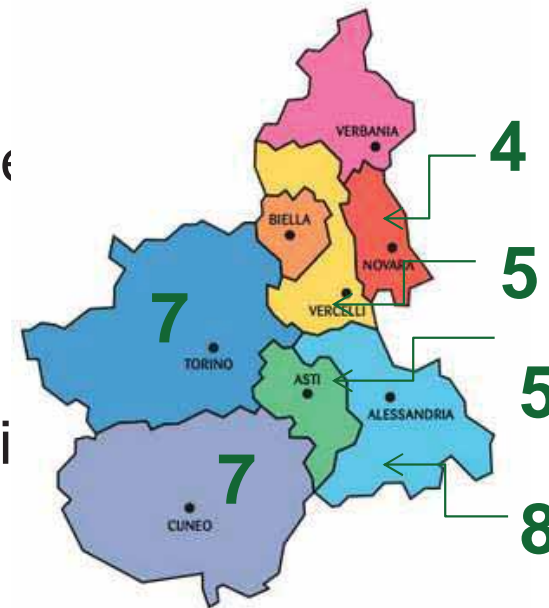 VERBANIA
4
BIELLA
NOVARA
5
VERCELLI
7
TORINO
ASTI
5
ALESSANDRIA
i
7
CUNEO
8